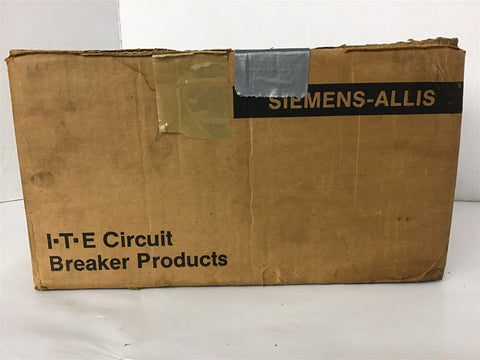 SIEMENS-ALLIS
I-T-E Circuit
Breaker Products